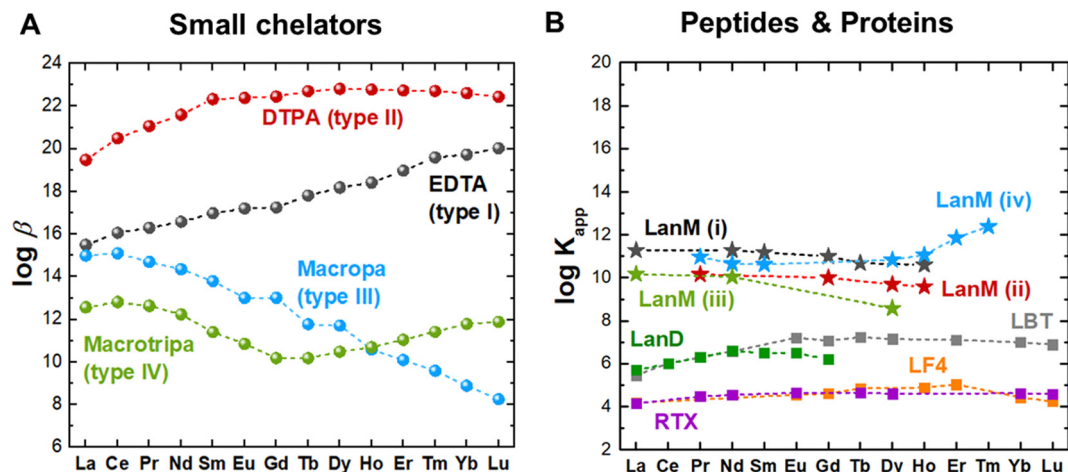 A
Small chelators
log β
24
22
20
18
16
14
12
10
8
6
DTPA (type II)
EDTA
(type I)
Macropa
(type III)
Macrotripa
(type IV)
La Ce Pr Nd Sm Eu Gd Tb Dy Ho Er Tm Yb Lu
B
Peptides & Proteins
log Kapp
20
18
16
14
12
10
8
6
4
2
LanM (iv)
LanM (i)
LanM (ii)
LanM (iii)
LBT
LanD
LF4
RTX
La Ce Pr Nd Sm Eu Gd Tb Dy Ho Er Tm Yb Lu